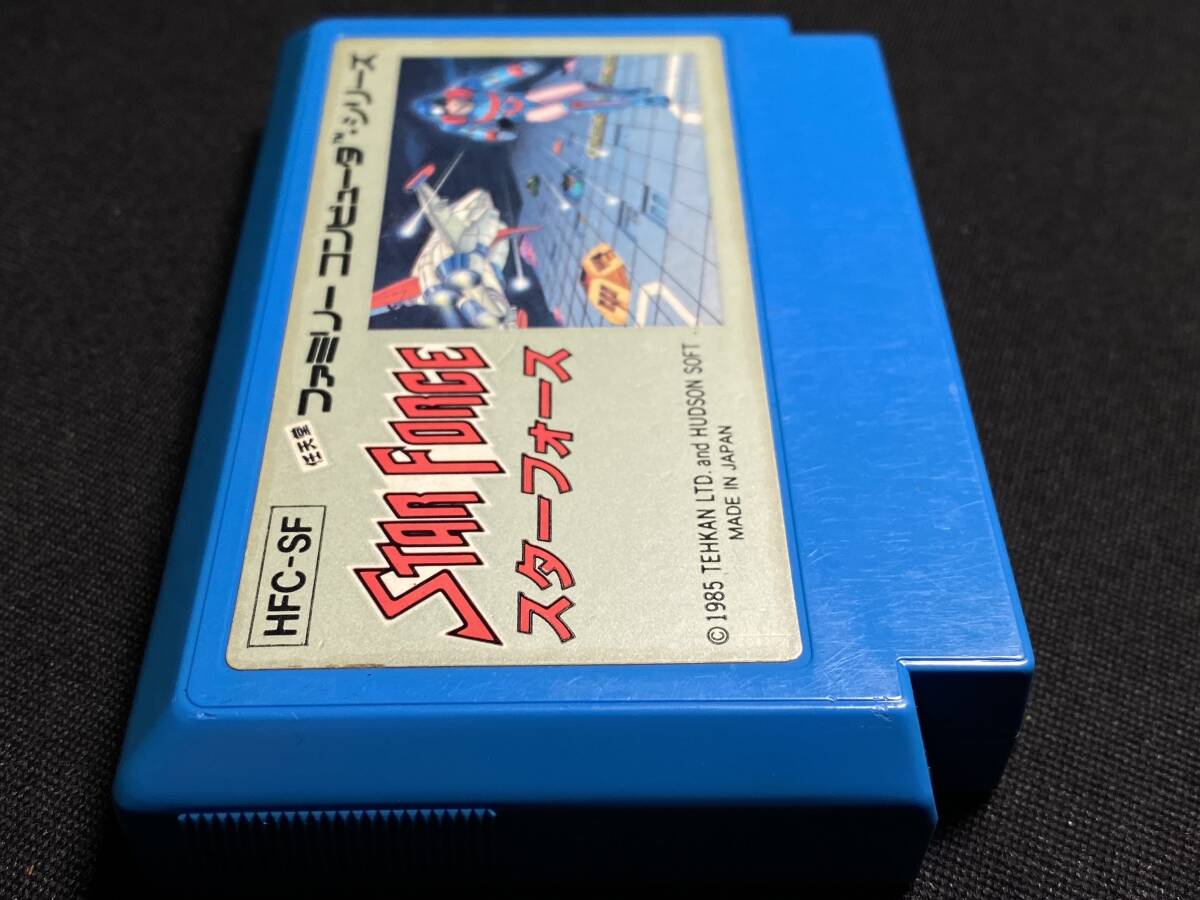 HFC-SF
任天堂
ファミリー コンピュータ™シリーズ
STAR FORCE
スターフォース
©1985 TEHKAN LTD. and HUDSON SOFT
MADE IN JAPAN